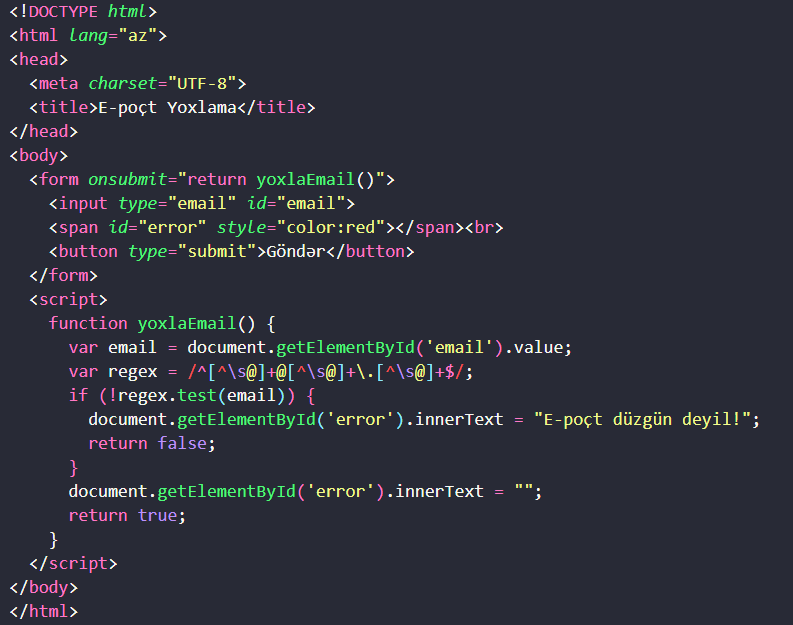 <!DOCTYPE html>
<html lang="az">
<head>
  <meta charset="UTF-8">
  <title>E-poçt Yoxlama</title>
</head>
<body>
  <form onsubmit="return yoxlaEmail()">
    <input type="email" id="email">
    <span id="error" style="color:red"></span><br>
    <button type="submit">Göndər</button>
  </form>
  <script>
    function yoxlaEmail() {
      var email = document.getElementById('email').value;
      var regex = /^[^\s@]+@[^\s@]+\.[^\s@]+$/;
      if (!regex.test(email)) {
        document.getElementById('error').innerText = "E-poçt düzgün deyil!";
        return false;
      }
      document.getElementById('error').innerText = "";
      return true;
    }
  </script>
</body>
</html>